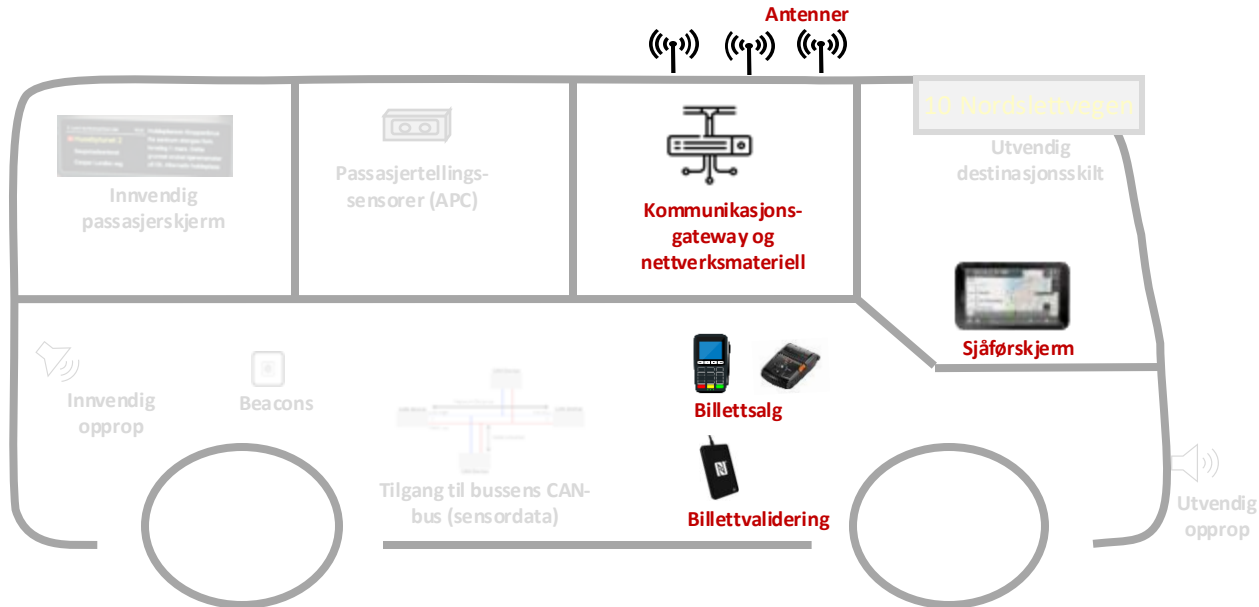 Antenner
10 Nordslettvegen
Utvendig
destinasjonsskilt
Innvendig
passasjerskjerm
Passasjertellings-
sensorer (APC)
Kommunikasjons-
gateway og
nettverksmateriell
Sjåførskjerm
Innvendig
opprop
Beacons
Billettsalg
Tilgang til bussens CAN-
bus (sensordata)
Billettvalidering
Utvendig
opprop